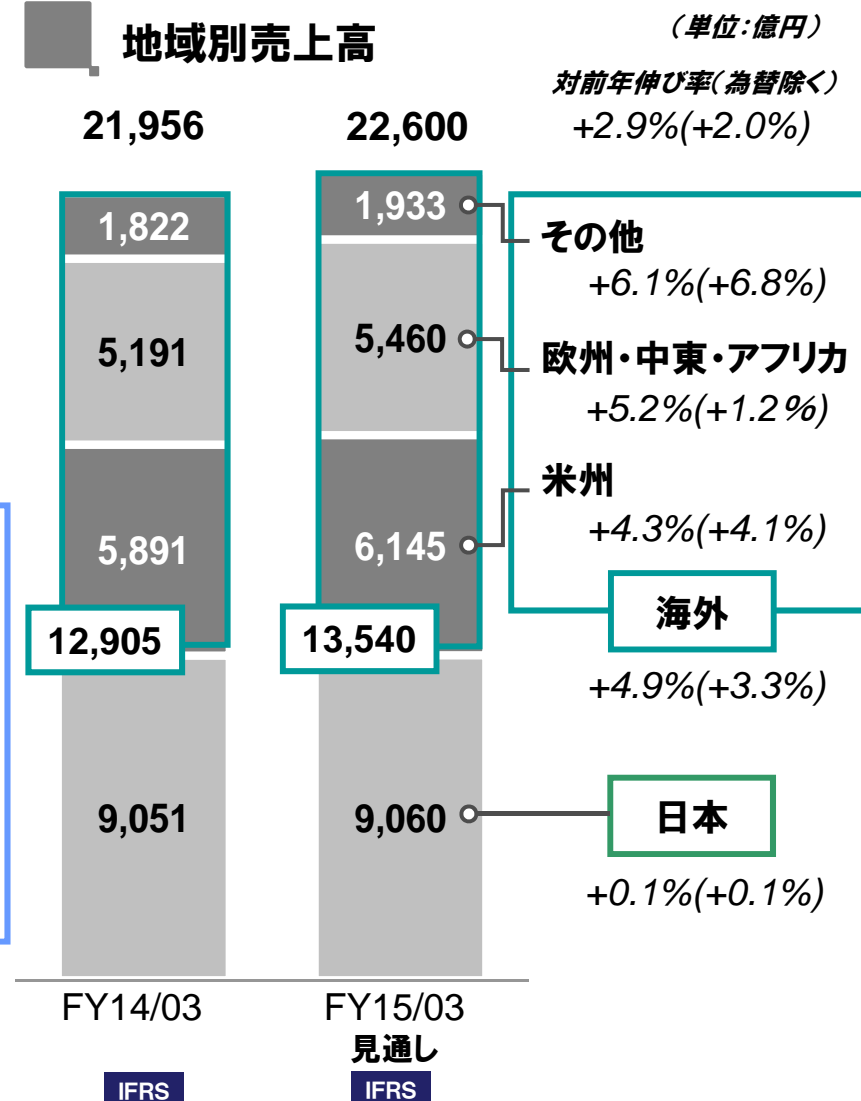 地域別売上高
（単位：億円）
対前年伸び率（為替除く）
21,956
22,600
+2.9%(+2.0%)
1,822
1,933
その他
+6.1%(+6.8%)
5,191
5,460
欧州・中東・アフリカ
+5.2%(+1.2%)
5,891
6,145
米州
+4.3%(+4.1%)
12,905
13,540
海外
+4.9%(+3.3%)
9,051
9,060
日本
+0.1%(+0.1%)
FY14/03
FY15/03
見通し
IFRS
IFRS